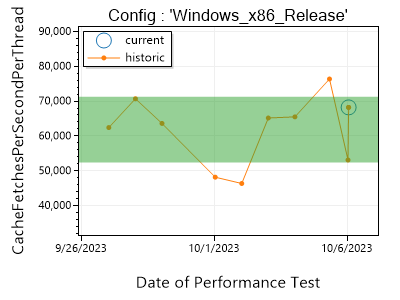 Config : 'Windows_x86_Release'
current
historic
CacheFetchesPerSecondPerThread
90,000
80,000
70,000
60,000
50,000
40,000
9/26/2023
10/1/2023
10/6/2023
Date of Performance Test